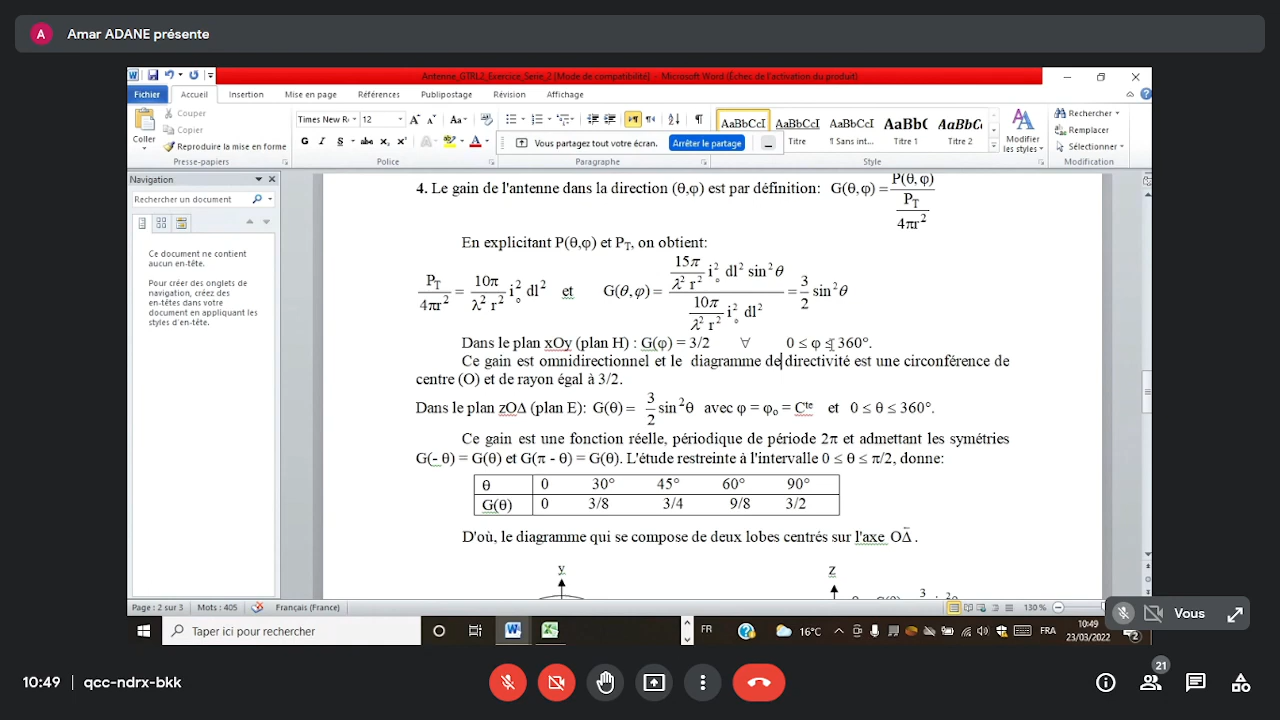 A Amar ADANE présente
Antenne_GTRL2_Exercice_Serie_2 [Mode de compatibilité] – Microsoft Word (Échec de l'activation du produit)
Fichier Accueil Insertion Mise en page Références Publipostage Révision Affichage
Coller
Couper
Copier
Reproduire la mise en forme
Presse-papiers
Times New R 12
G I S abc x₂ x²
Police
Vous partagez tout votre écran. Arrêter le partage
Paragraphe
AaBbCcI AaBbCcI AaBbCcI AaBb( AaBbC(
Titre ¶ Sans int... Titre 1 Titre 2
Style
Modifier les styles
Rechercher
Remplacer
Sélectionner
Modification
Navigation
Rechercher un document
Ce document ne contient
aucun en-tête.
Pour créer des onglets de
navigation, créez des
en-têtes dans votre
document en appliquant les
styles d'en-tête.
4. Le gain de l'antenne dans la direction (θ,φ) est par définition: G(θ,φ) = P(θ,φ) / (P_T / 4πr²)
En explicitant P(θ,φ) et P_T, on obtient:
P_T / 4πr² = 10π / λ² r² i₀² dl² et G(θ,φ) = (15π / λ² r² i₀² dl² sin²θ) / (10π / λ² r² i₀² dl²) = 3/2 sin²θ
Dans le plan xOy (plan H) : G(φ) = 3/2 ∀ 0 ≤ φ ≤ 360°.
Ce gain est omnidirectionnel et le diagramme de directivité est une circonférence de
centre (O) et de rayon égal à 3/2.
Dans le plan zOΔ (plan E): G(θ) = 3/2 sin²θ avec φ = φ₀ = Cᵗᵉ et 0 ≤ θ ≤ 360°.
Ce gain est une fonction réelle, périodique de période 2π et admettant les symétries
G(- θ) = G(θ) et G(π - θ) = G(θ). L'étude restreinte à l'intervalle 0 ≤ θ ≤ π/2, donne:
θ 0 30° 45° 60° 90°
G(θ) 0 3/8 3/4 9/8 3/2
D'où, le diagramme qui se compose de deux lobes centrés sur l'axe OΔ .
y z
Page : 2 sur 3 Mots : 405 Français (France) 130 %
Vous
Taper ici pour rechercher
FR
16°C
FRA
10:49
23/03/2022
2
10:49 | qcc-ndrx-bkk
21